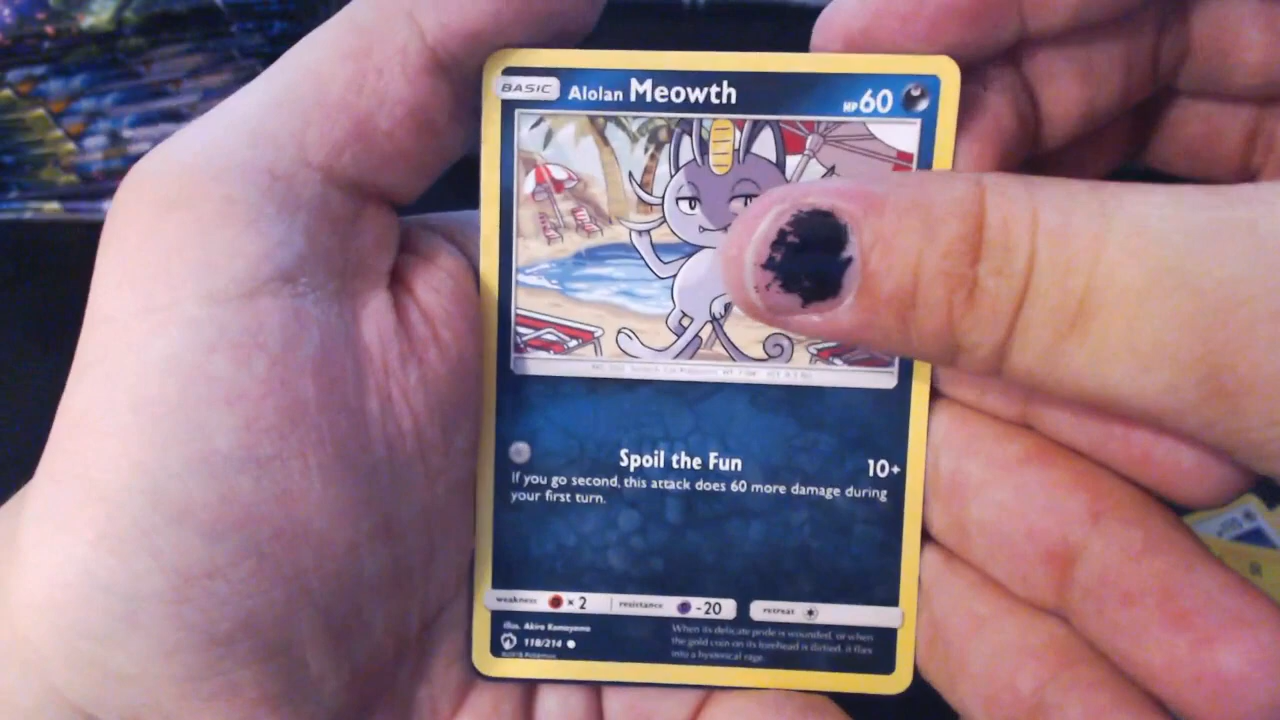 BASIC Alolan Meowth HP 60
Spoil the Fun 10+
If you go second, this attack does 60 more damage during
your first turn.
weakness × 2 resistance -20 retreat
Illus. Akira Komayama
118/214
When its delicate pride is wounded, or when
the gold coin on its forehead is dirtied, it flies
into a hysterical rage.